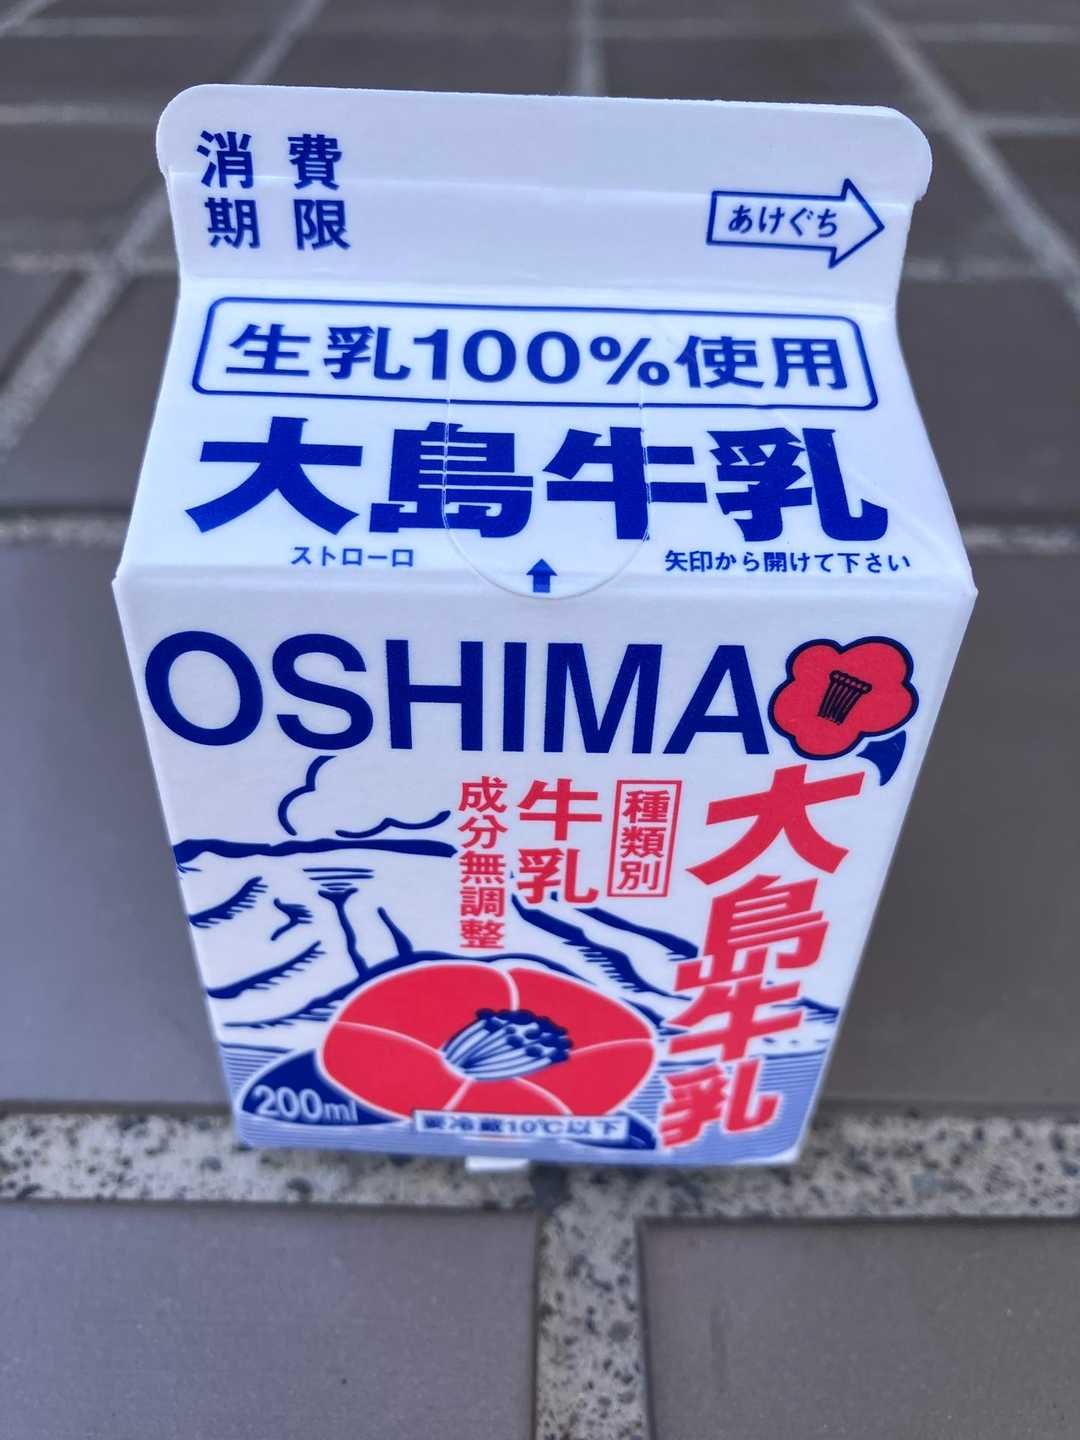 消費
期限
あけぐち
生乳100%使用
大島牛乳
ストローロ
矢印から開けて下さい
OSHIMA
大島牛乳
種類別
牛乳
成分無調整
200ml
要冷蔵10℃以下